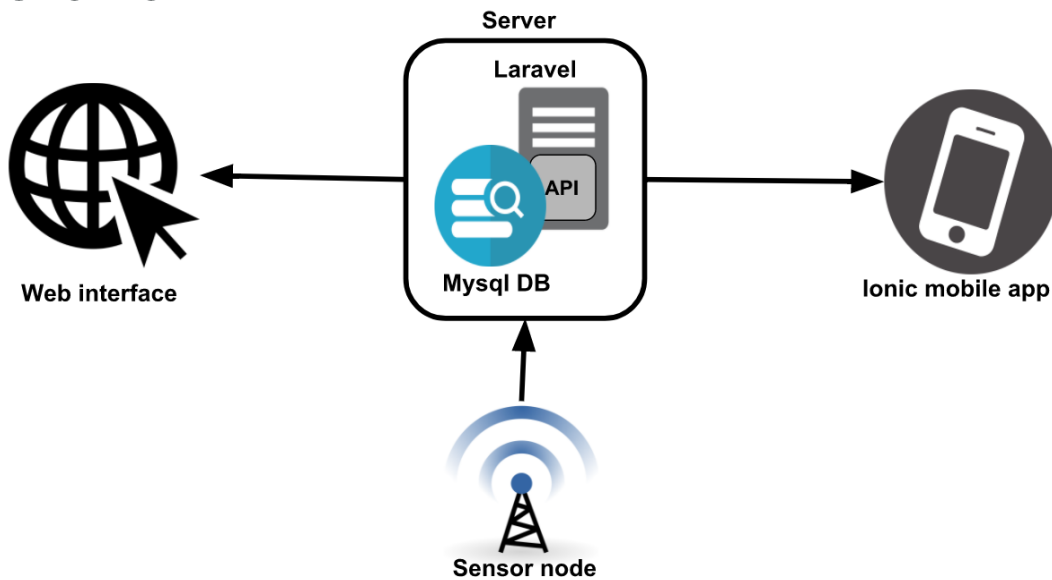 Server
Laravel
API
Mysql DB
Web interface
Ionic mobile app
Sensor node